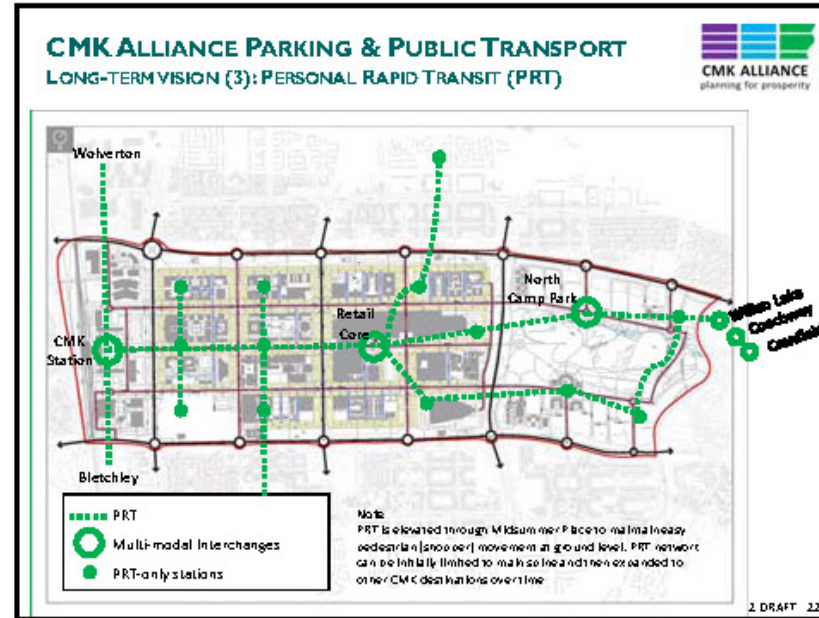 CMK ALLIANCE PARKING & PUBLIC TRANSPORT
LONG-TERM VISION (3): PERSONAL RAPID TRANSIT (PRT)
CMK ALLIANCE
planning for prosperity
Wolverton
North
Camp Park
Retail
Core
CMK
Station
Willen Lake
Coachway
Cranfield
Bletchley
PRT
Multi-modal Interchanges
PRT-only stations
Note
PRT is elevated through Midsummer Place to maintain easy
pedestrian (shopper) movement at ground level. PRT network
can be initially limited to main spine and then expanded to
other CMK destinations over time
2 DRAFT 22